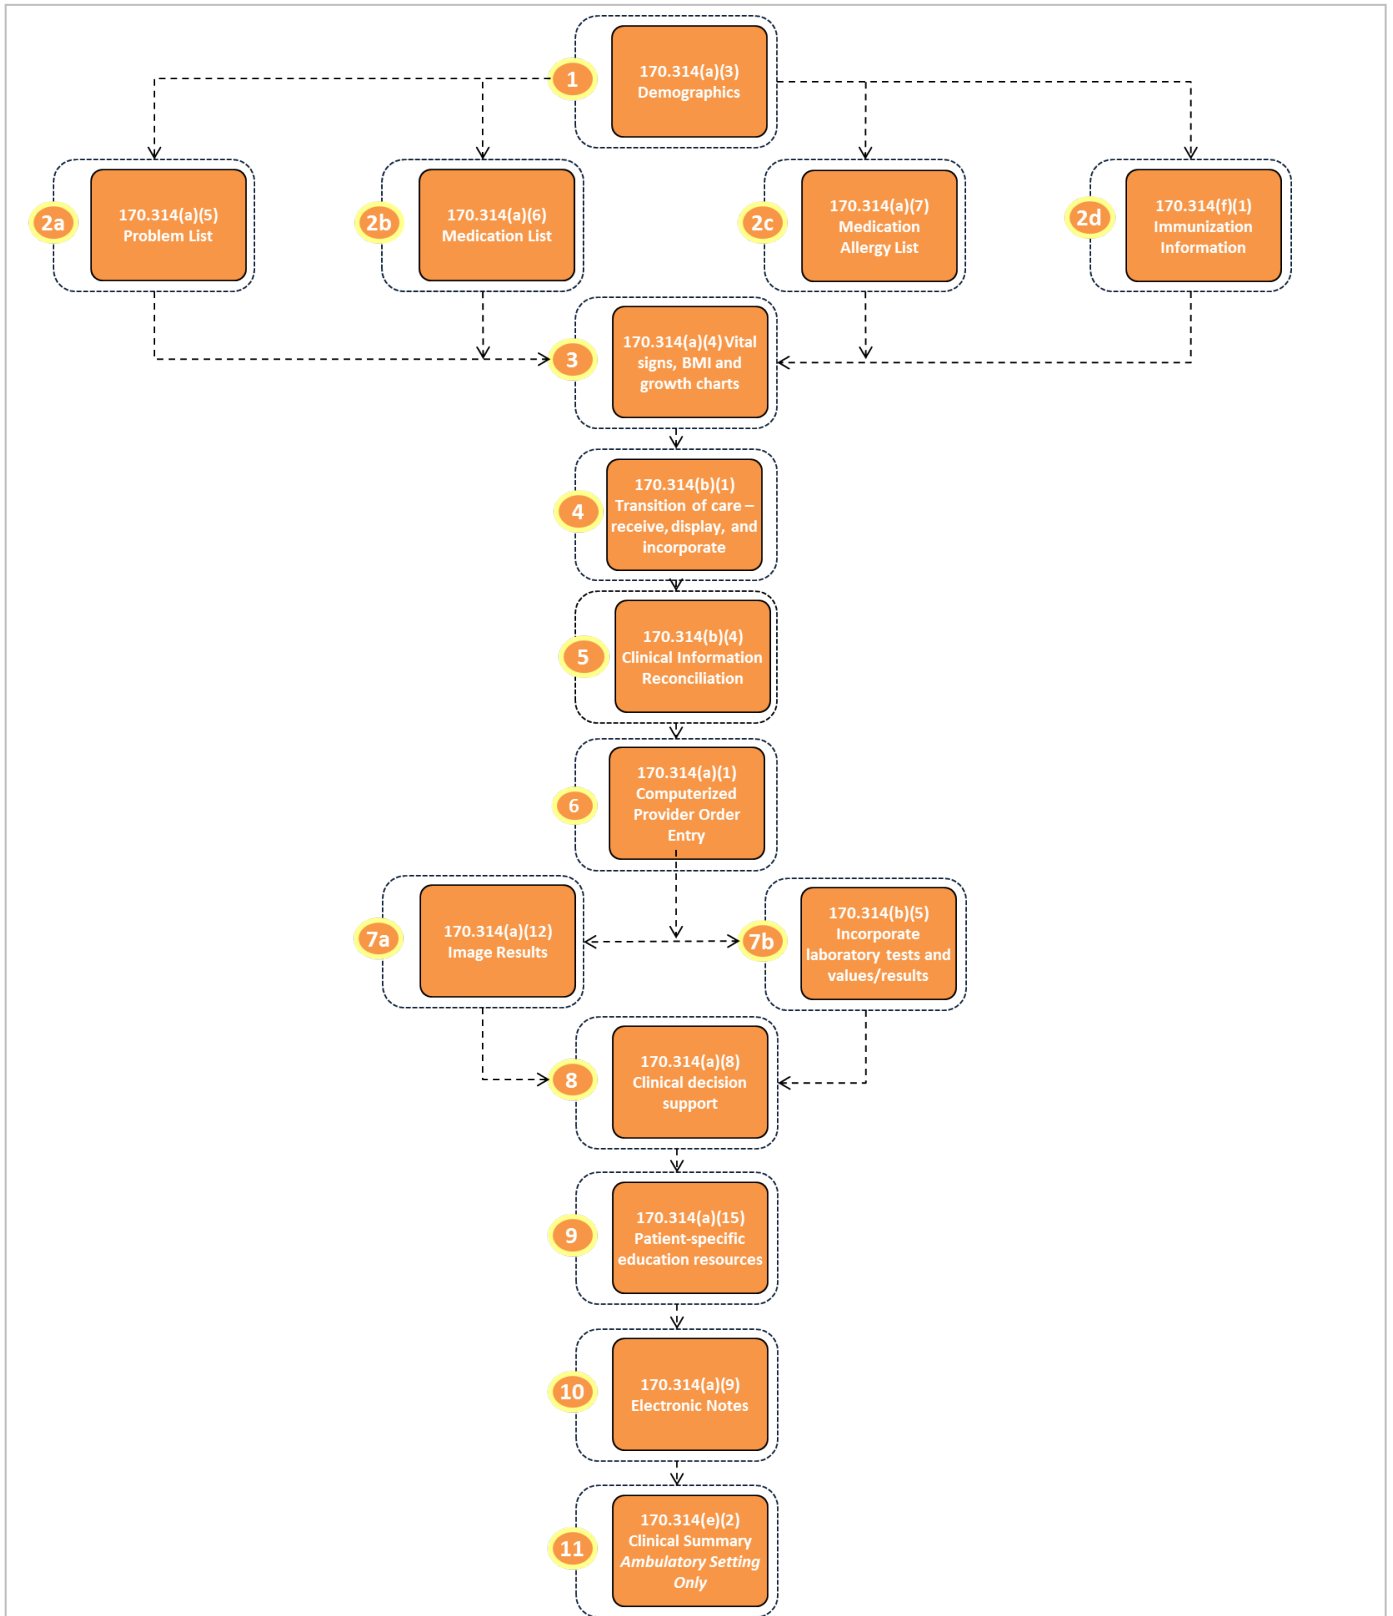 1
170.314(a)(3)
Demographics
2a
170.314(a)(5)
Problem List
2b
170.314(a)(6)
Medication List
2c
170.314(a)(7)
Medication
Allergy List
2d
170.314(f)(1)
Immunization
Information
3
170.314(a)(4) Vital
signs, BMI and
growth charts
4
170.314(b)(1)
Transition of care –
receive, display, and
incorporate
5
170.314(b)(4)
Clinical Information
Reconciliation
6
170.314(a)(1)
Computerized
Provider Order
Entry
7a
170.314(a)(12)
Image Results
7b
170.314(b)(5)
Incorporate
laboratory tests and
values/results
8
170.314(a)(8)
Clinical decision
support
9
170.314(a)(15)
Patient-specific
education resources
10
170.314(a)(9)
Electronic Notes
11
170.314(e)(2)
Clinical Summary
Ambulatory Setting
Only